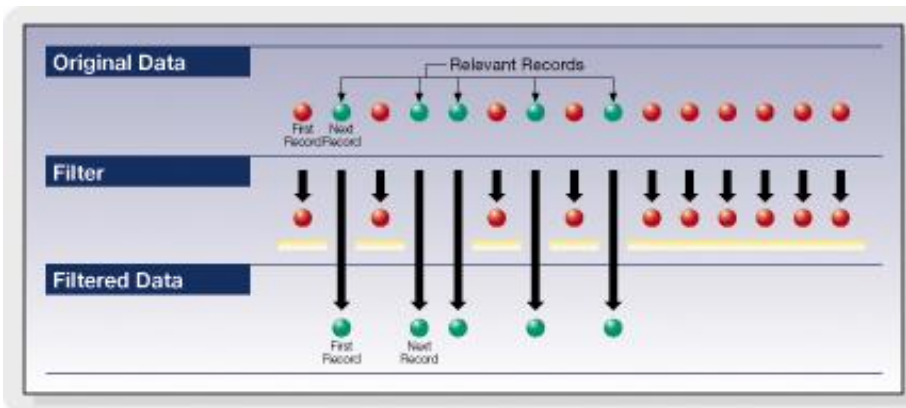 Original Data
Relevant Records
First Next
Record Record
Filter
Filtered Data
First Next
Record Record